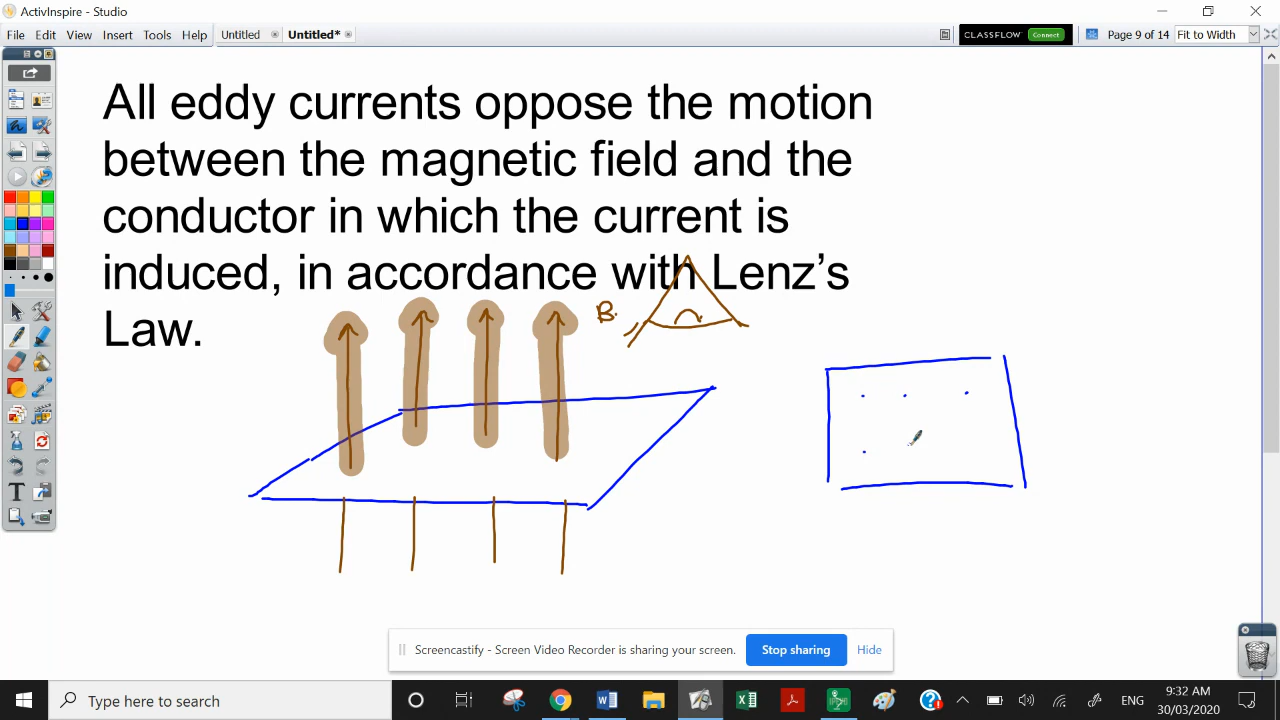 ActivInspire - Studio
File Edit View Insert Tools Help Untitled Untitled* CLASSFLOW Connect Page 9 of 14 Fit to Width
All eddy currents oppose the motion
between the magnetic field and the
conductor in which the current is
induced, in accordance with Lenz's
Law.
B.
Screencastify - Screen Video Recorder is sharing your screen. Stop sharing Hide
Type here to search
ENG
9:32 AM
30/03/2020